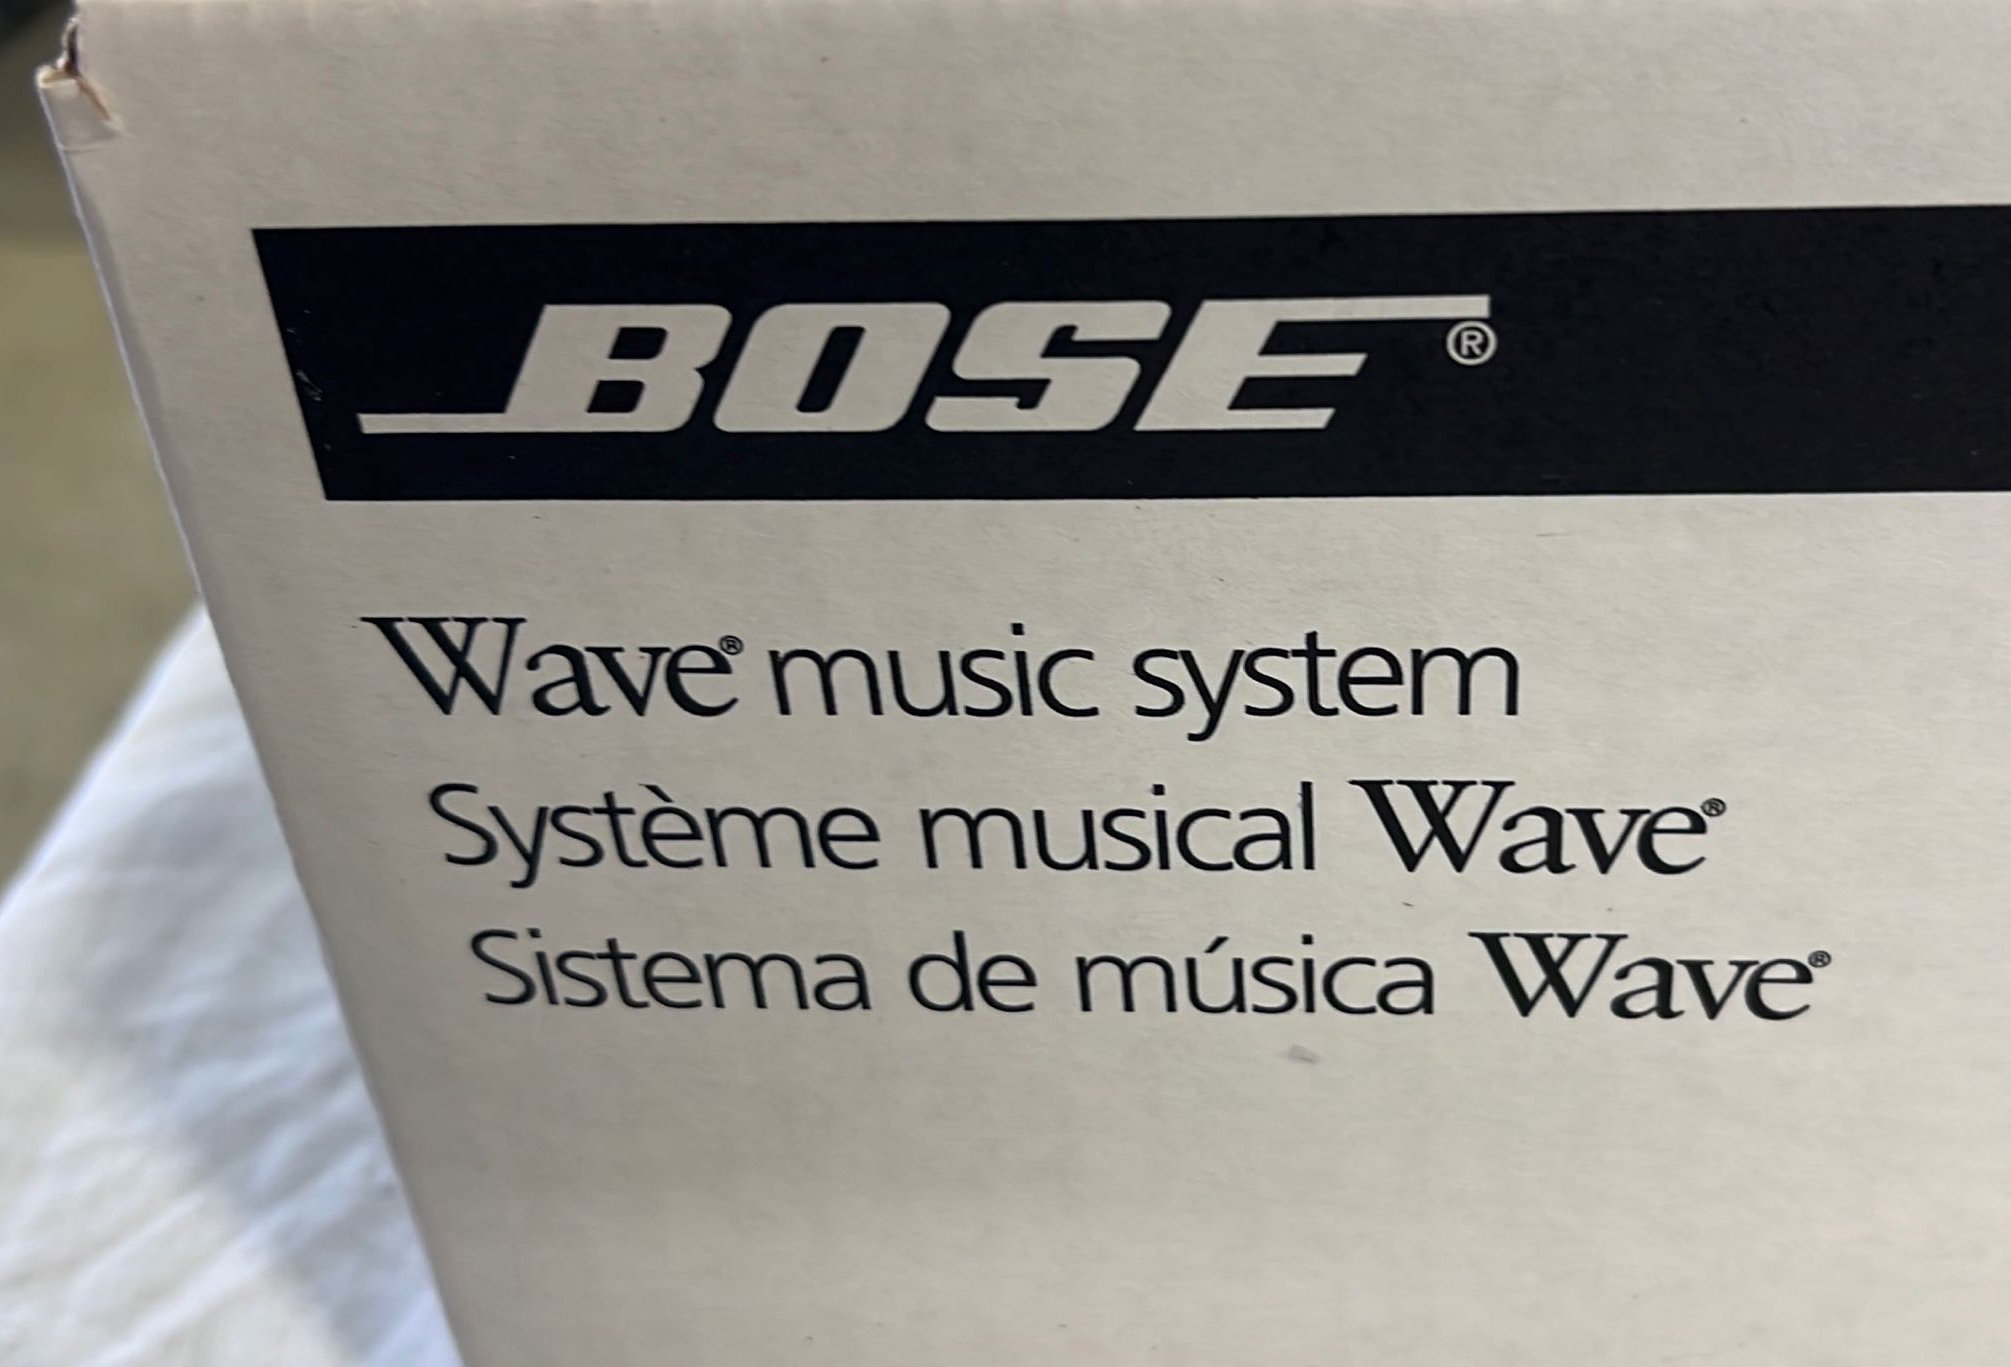 BOSE®
Wave® music system
Système musical Wave®
Sistema de música Wave®